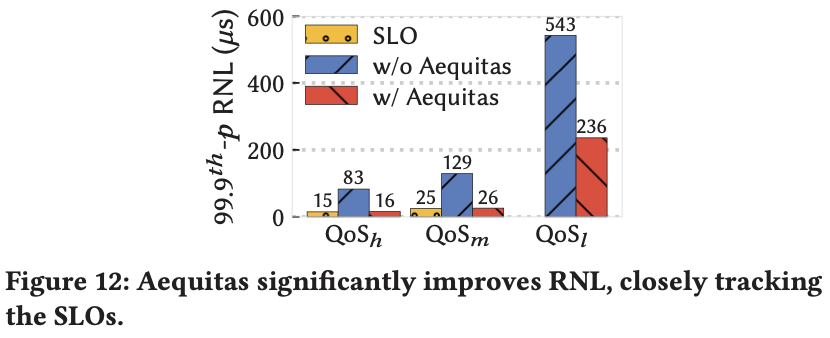 99.9th-p RNL (μs)
600
400
200
0
SLO
w/o Aequitas
w/ Aequitas
15
83
16
25
129
26
543
236
QoSh
QoSm
QoSl
Figure 12: Aequitas significantly improves RNL, closely tracking
the SLOs.